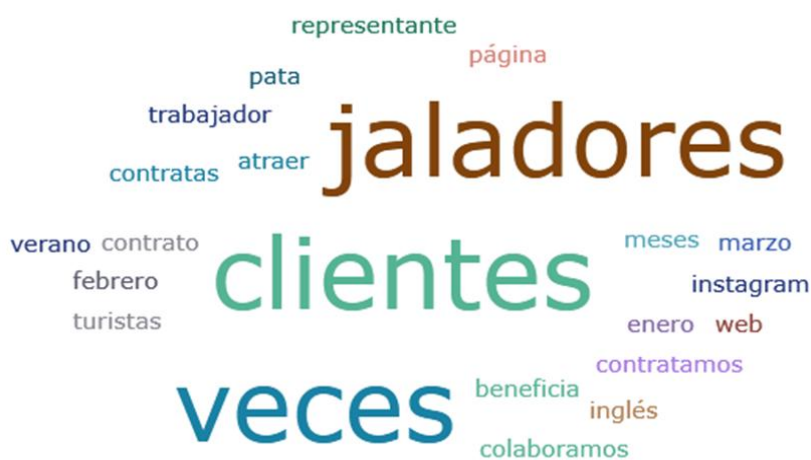 representante
página
pata
trabajador
jaladores
atraer
contratas
verano contrato
meses marzo
clientes
febrero
instagram
turistas
enero web
contratamos
veces
beneficia
inglés
colaboramos